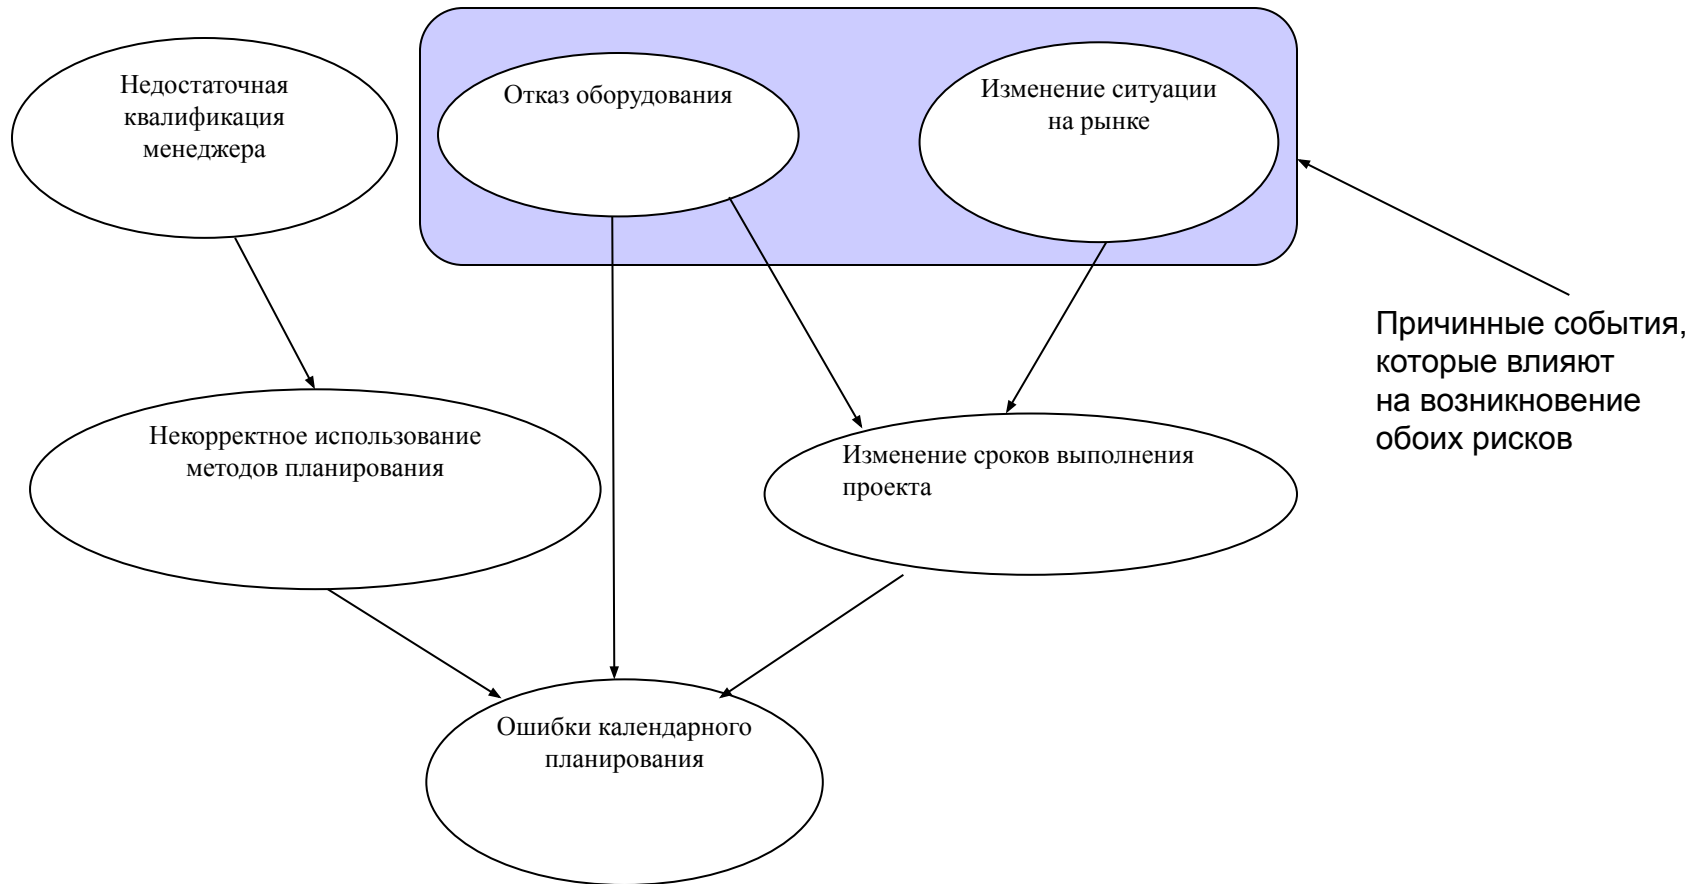 Недостаточная
квалификация
менеджера
Отказ оборудования
Изменение ситуации
на рынке
Причинные события,
которые влияют
на возникновение
обоих рисков
Некорректное использование
методов планирования
Изменение сроков выполнения
проекта
Ошибки календарного
планирования